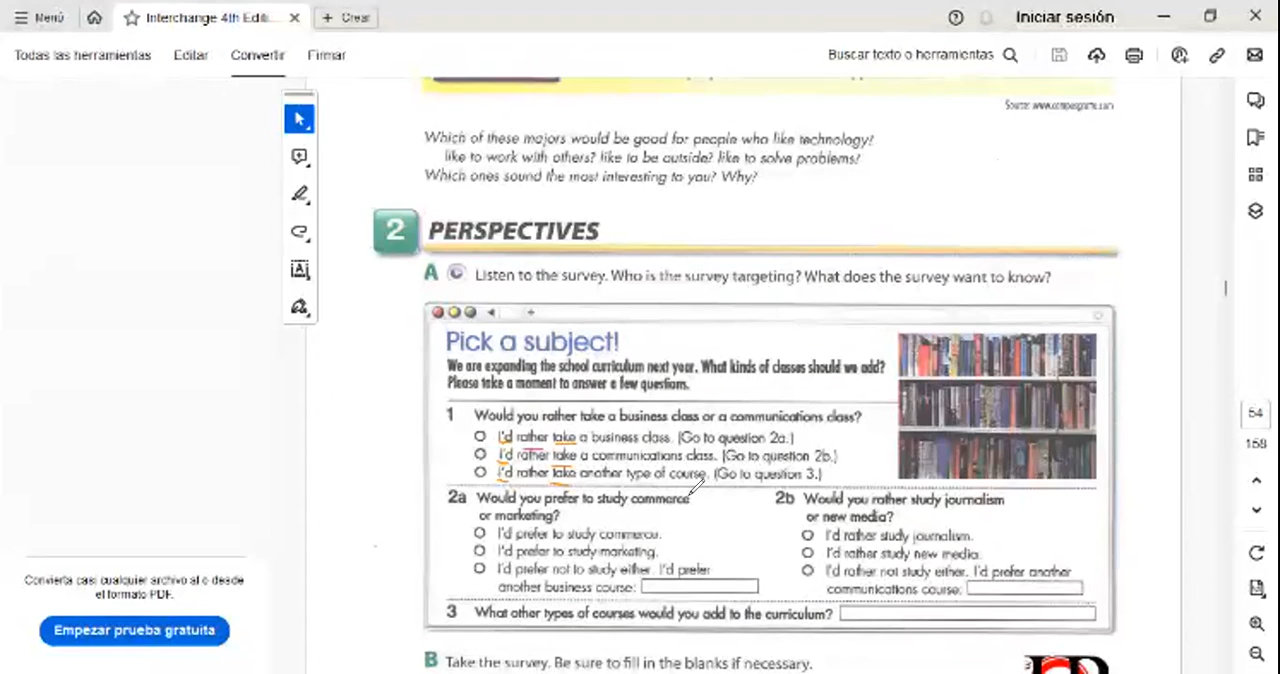 Menú
Interchange 4th Editi...
Crear
Iniciar sesión
Todas las herramientas
Editar
Convertir
Firmar
Buscar texto o herramientas
Source: www.campusgrotto.com
Which of these majors would be good for people who like technology?
like to work with others? like to be outside? like to solve problems?
Which ones sound the most interesting to you? Why?
2 PERSPECTIVES
A Listen to the survey. Who is the survey targeting? What does the survey want to know?
Pick a subject!
We are expanding the school curriculum next year. What kinds of classes should we add?
Please take a moment to answer a few questions.
1 Would you rather take a business class or a communications class?
I'd rather take a business class. (Go to question 2a.)
I'd rather take a communications class. (Go to question 2b.)
I'd rather take another type of course. (Go to question 3.)
2a Would you prefer to study commerce
or marketing?
I'd prefer to study commerce.
I'd prefer to study marketing.
I'd prefer not to study either. I'd prefer
another business course:
2b Would you rather study journalism
or new media?
I'd rather study journalism.
I'd rather study new media.
I'd rather not study either. I'd prefer another
communications course:
3 What other types of courses would you add to the curriculum?
B Take the survey. Be sure to fill in the blanks if necessary.
54
158
Convierta casi cualquier archivo al o desde
el formato PDF.
Empezar prueba gratuita